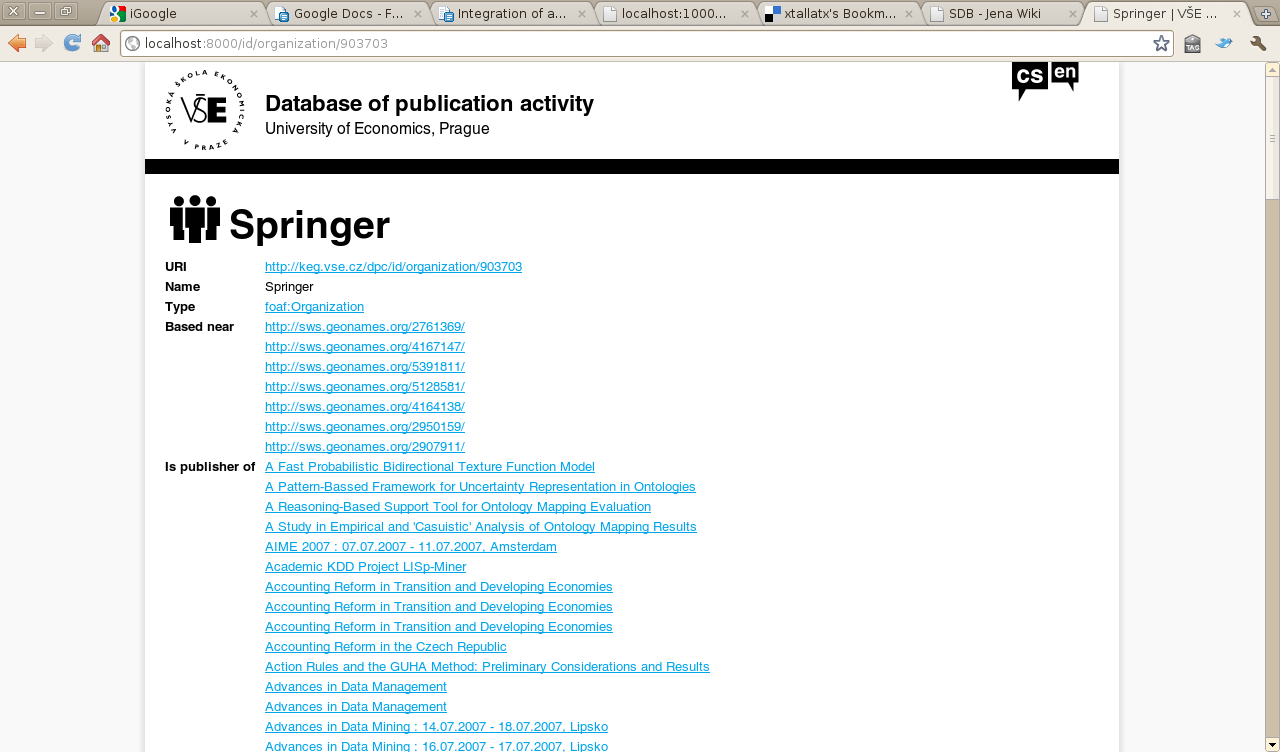 iGoogle
Google Docs - F...
Integration of a...
localhost:1000...
xtallatx's Bookm...
SDB - Jena Wiki
Springer | VŠE ...
localhost:8000/id/organization/903703
TAG
VYSOKÁ ŠKOLA EKONOMICKÁ
V PRAZE
VŠE
Database of publication activity
University of Economics, Prague
cs en
Springer
URI http://keg.vse.cz/dpc/id/organization/903703
Name Springer
Type foaf:Organization
Based near http://sws.geonames.org/2761369/
http://sws.geonames.org/4167147/
http://sws.geonames.org/5391811/
http://sws.geonames.org/5128581/
http://sws.geonames.org/4164138/
http://sws.geonames.org/2950159/
http://sws.geonames.org/2907911/
Is publisher of A Fast Probabilistic Bidirectional Texture Function Model
A Pattern-Bassed Framework for Uncertainty Representation in Ontologies
A Reasoning-Based Support Tool for Ontology Mapping Evaluation
A Study in Empirical and 'Casuistic' Analysis of Ontology Mapping Results
AIME 2007 : 07.07.2007 - 11.07.2007, Amsterdam
Academic KDD Project LISp-Miner
Accounting Reform in Transition and Developing Economies
Accounting Reform in Transition and Developing Economies
Accounting Reform in Transition and Developing Economies
Accounting Reform in the Czech Republic
Action Rules and the GUHA Method: Preliminary Considerations and Results
Advances in Data Management
Advances in Data Management
Advances in Data Mining : 14.07.2007 - 18.07.2007, Lipsko
Advances in Data Mining : 16.07.2007 - 17.07.2007, Lipsko